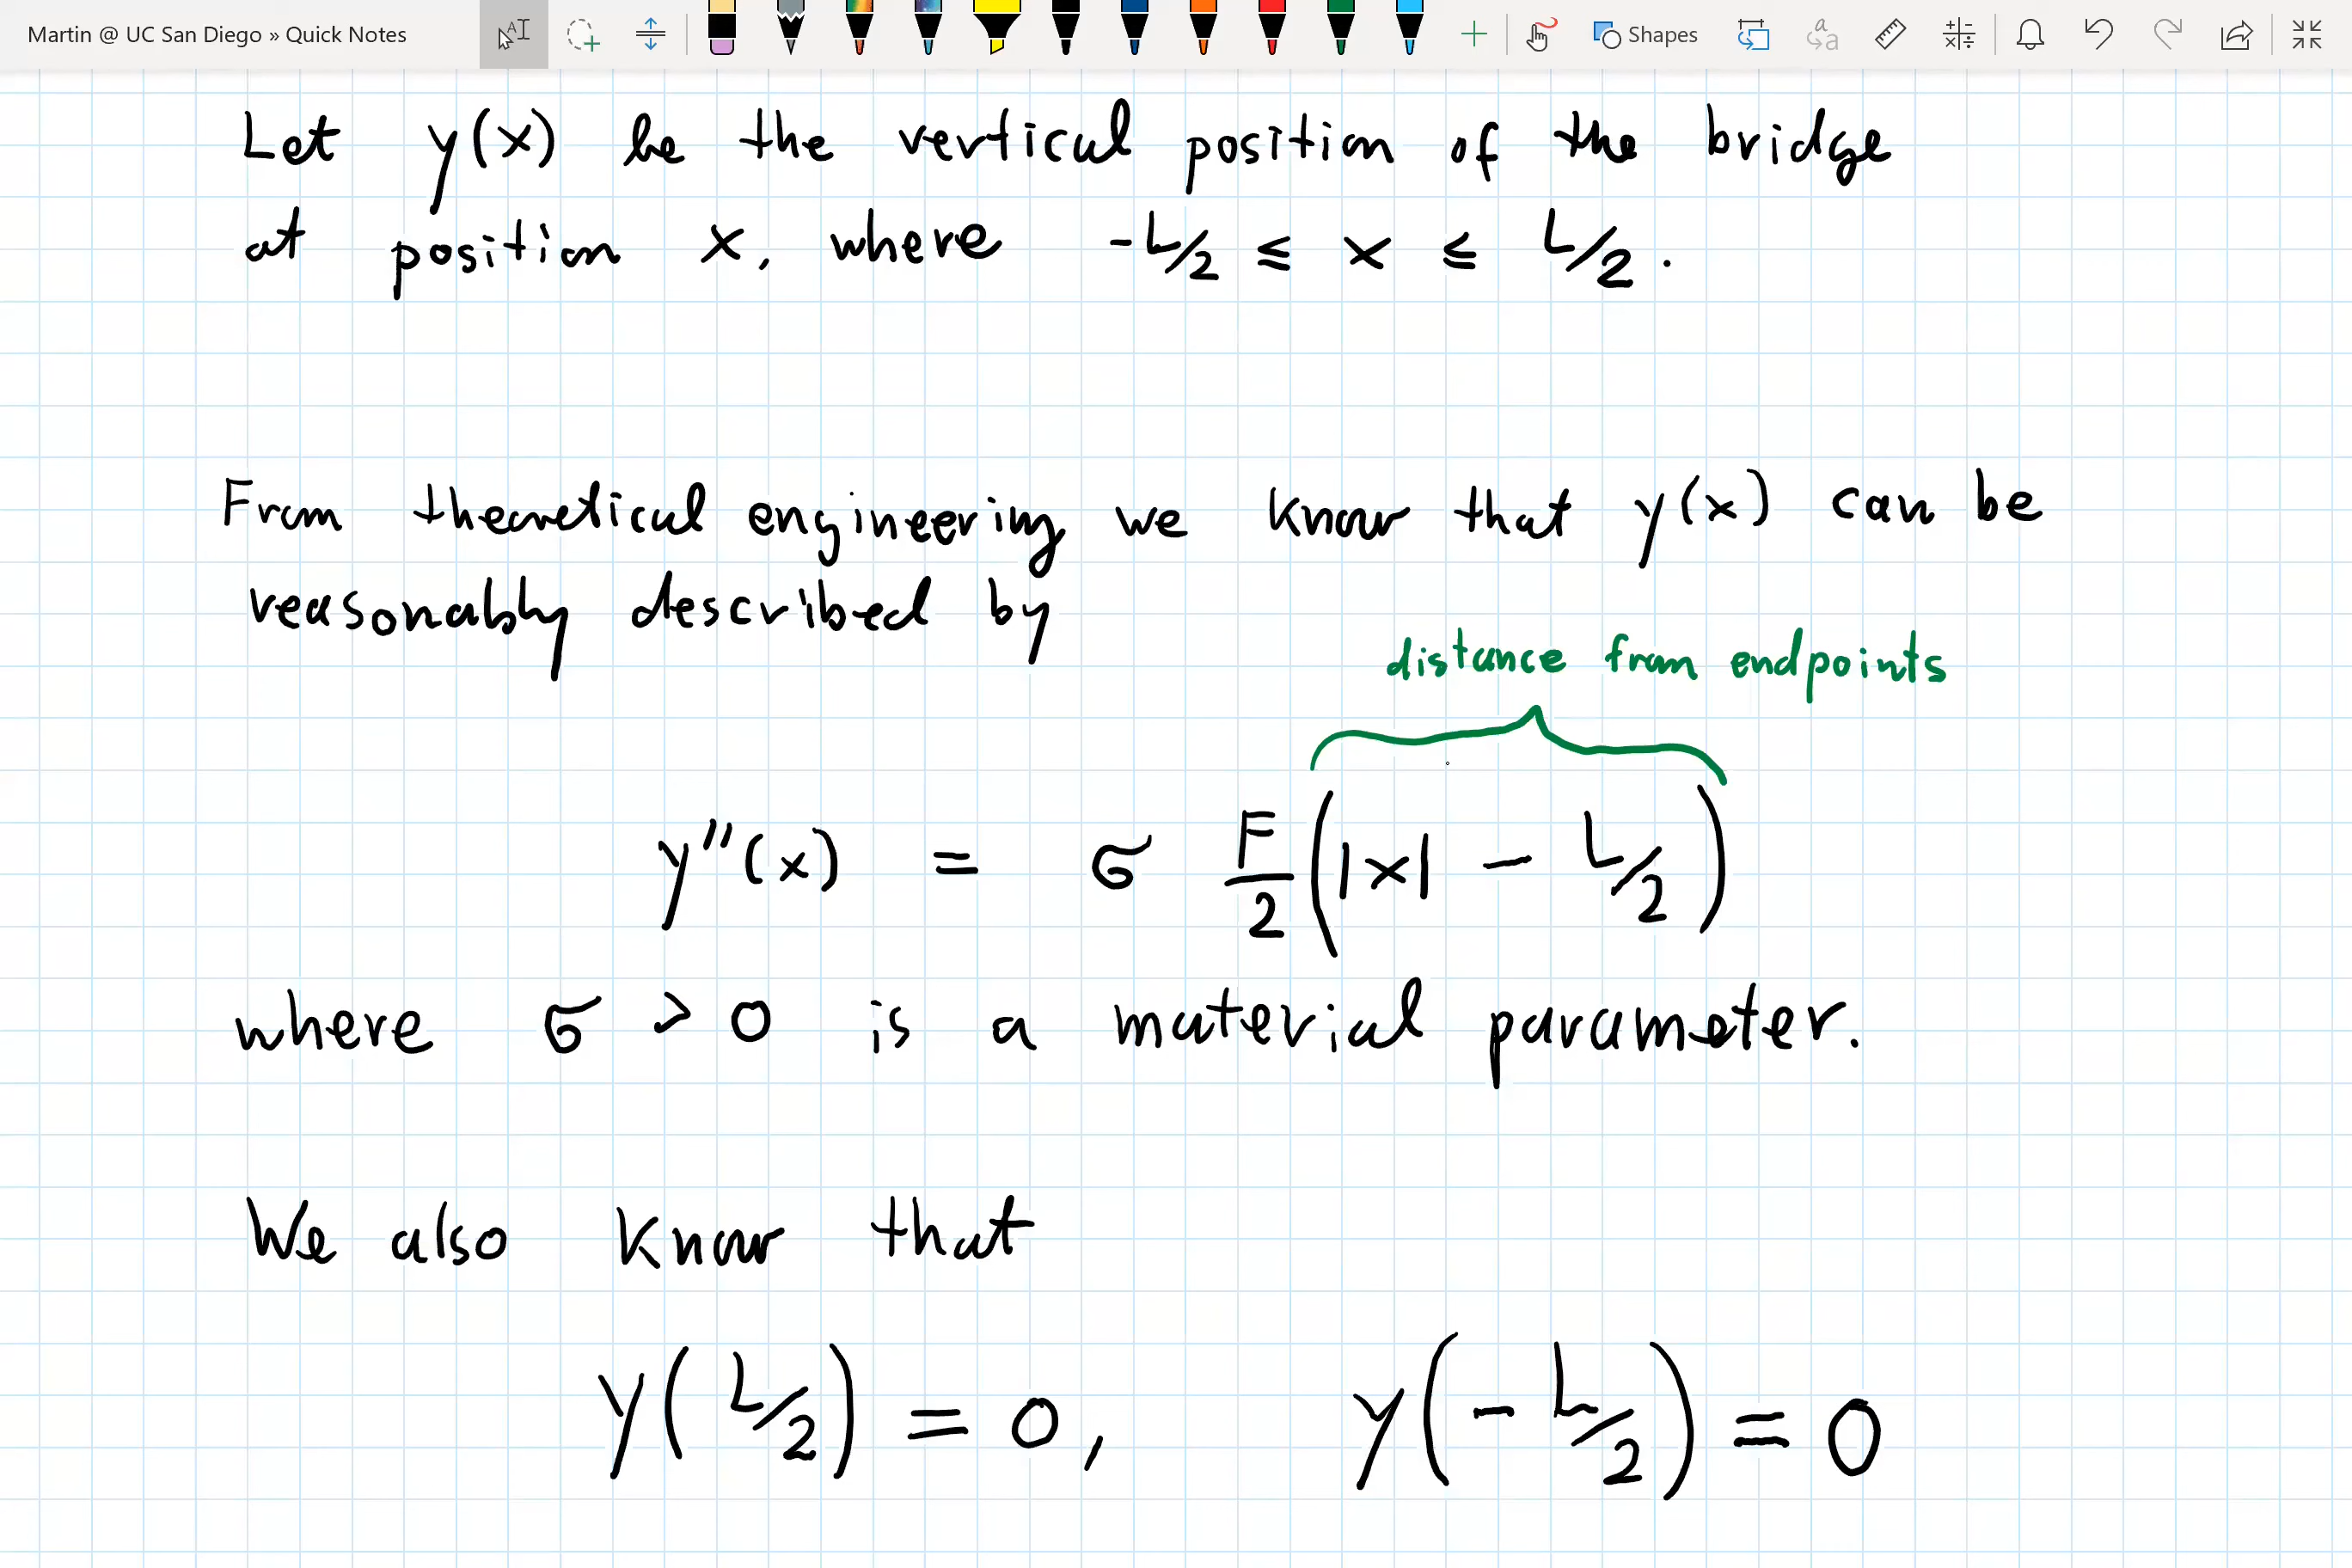 Martin @ UC San Diego » Quick Notes
Shapes
Let y(x) be the vertical position of the bridge
at position x, where -L/2 ≤ x ≤ L/2.
From theoretical engineering we know that y(x) can be
reasonably described by
distance from endpoints
y''(x) = σ F/2 (|x| - L/2)
where σ > 0 is a material parameter.
We also know that
y(L/2) = 0, y(-L/2) = 0